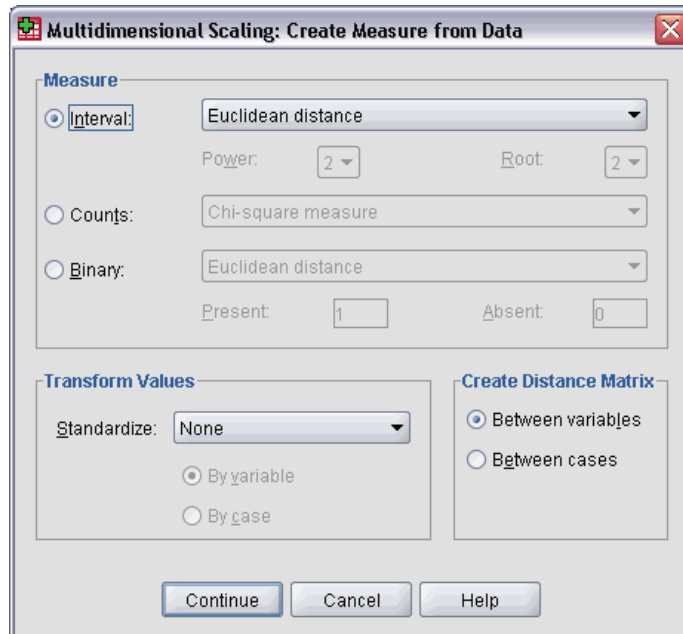 Multidimensional Scaling: Create Measure from Data
Measure
Interval: Euclidean distance
Power: 2 Root: 2
Counts: Chi-square measure
Binary: Euclidean distance
Present: 1 Absent: 0
Transform Values
Standardize: None
By variable
By case
Create Distance Matrix
Between variables
Between cases
Continue Cancel Help